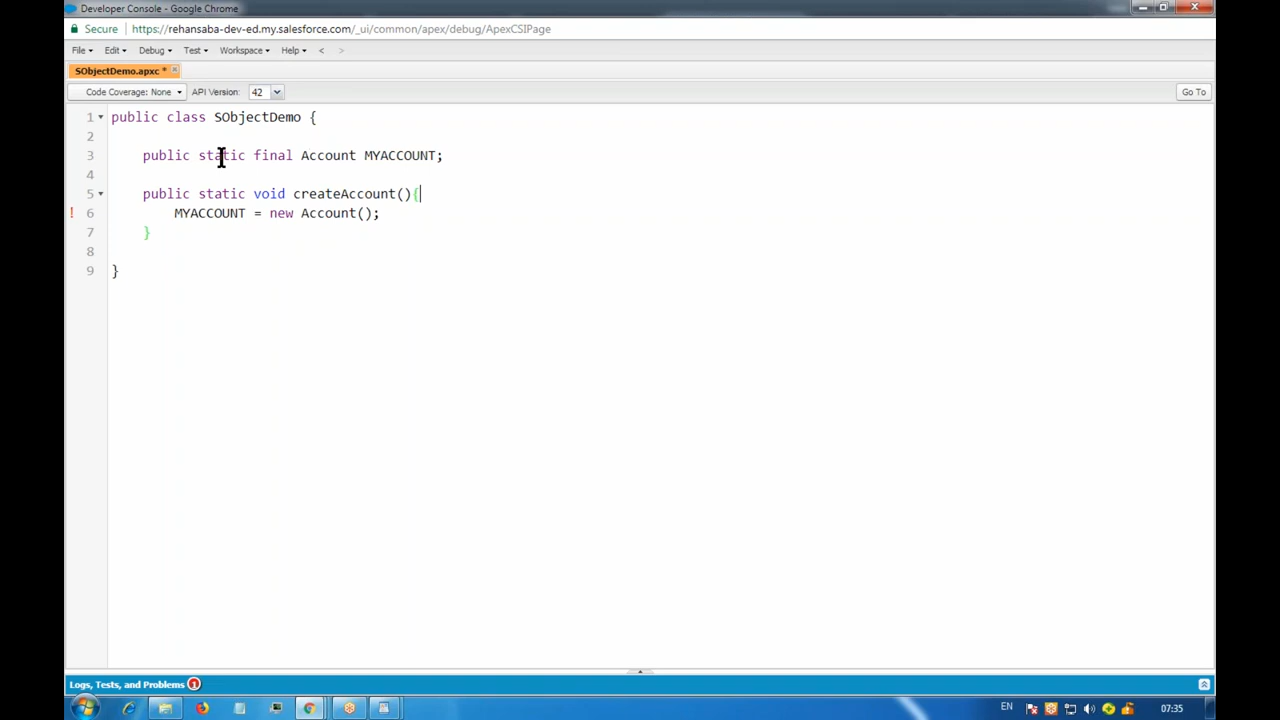 Developer Console - Google Chrome
Secure https://rehansaba-dev-ed.my.salesforce.com/_ui/common/apex/debug/ApexCSIPage
File Edit Debug Test Workspace Help < >
SObjectDemo.apxc *
Code Coverage: None API Version: 42 Go To
1 public class SObjectDemo {
2
3 public static final Account MYACCOUNT;
4
5 public static void createAccount(){
! 6 MYACCOUNT = new Account();
7 }
8
9 }
Logs, Tests, and Problems 1
EN 07:35